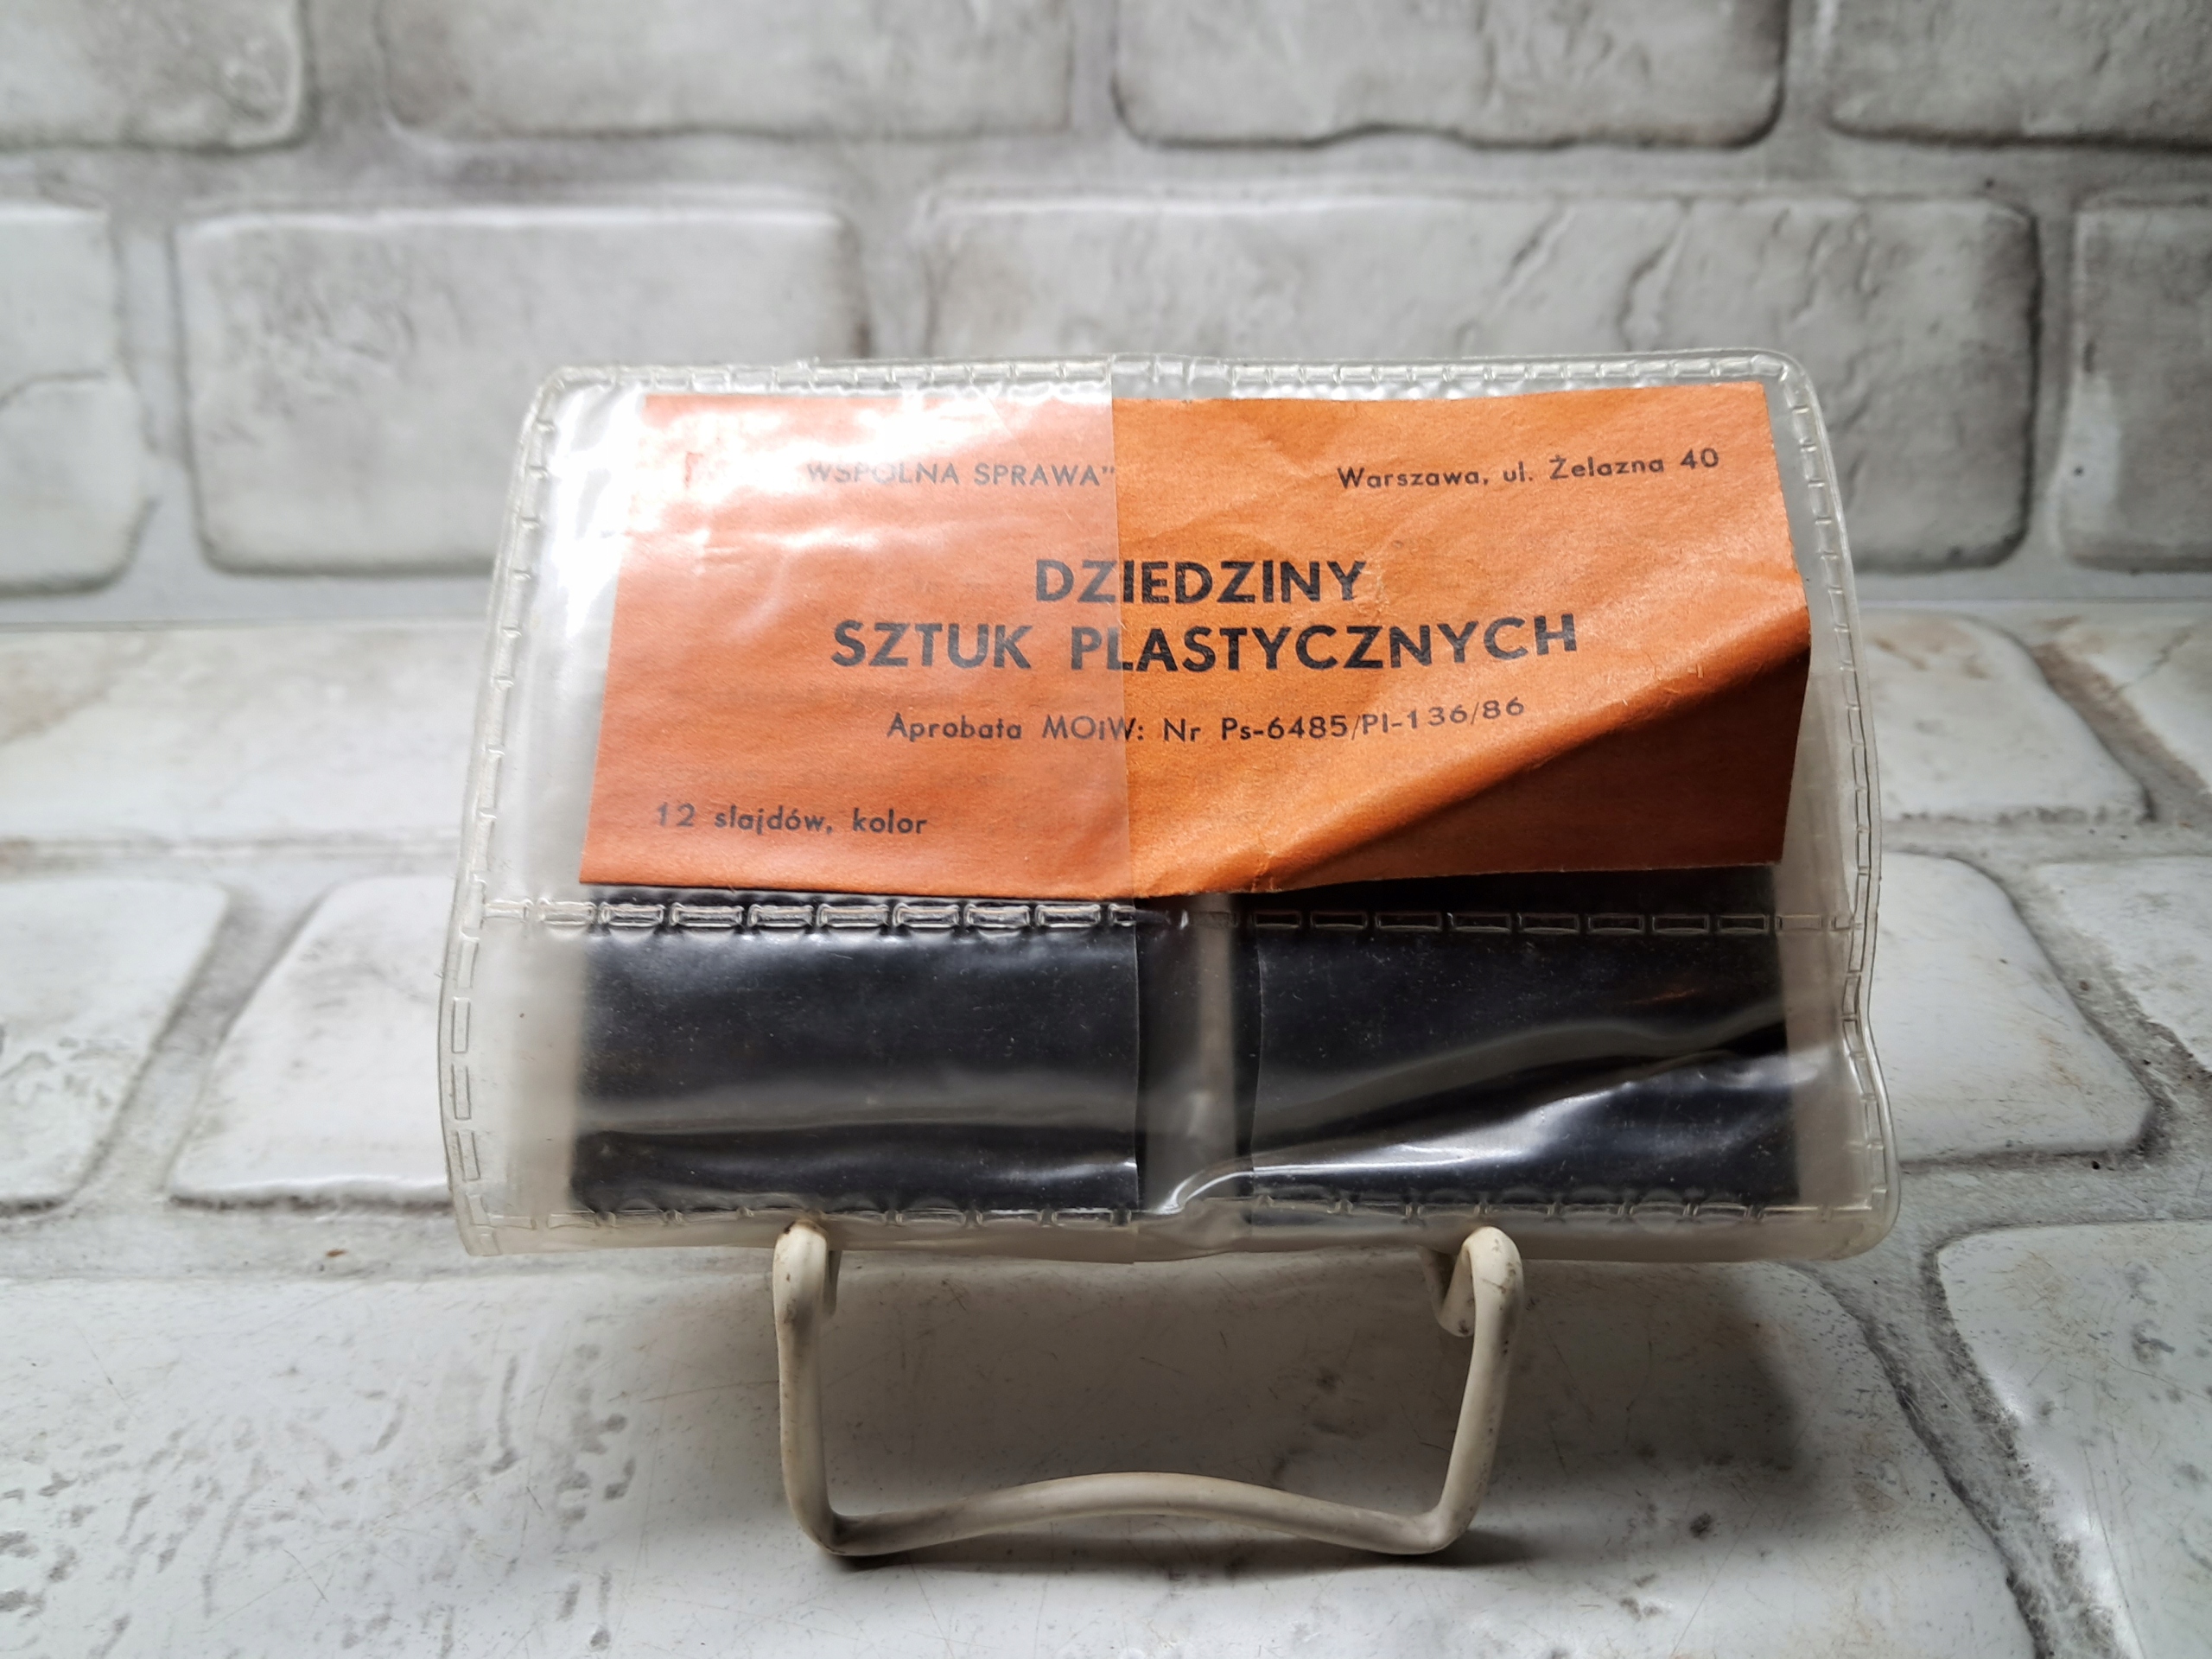 WSPÓLNA SPRAWA" Warszawa, ul. Żelazna 40
DZIEDZINY
SZTUK PLASTYCZNYCH
Aprobata MOiW: Nr Ps-6485/Pl-136/86
12 slajdów, kolor